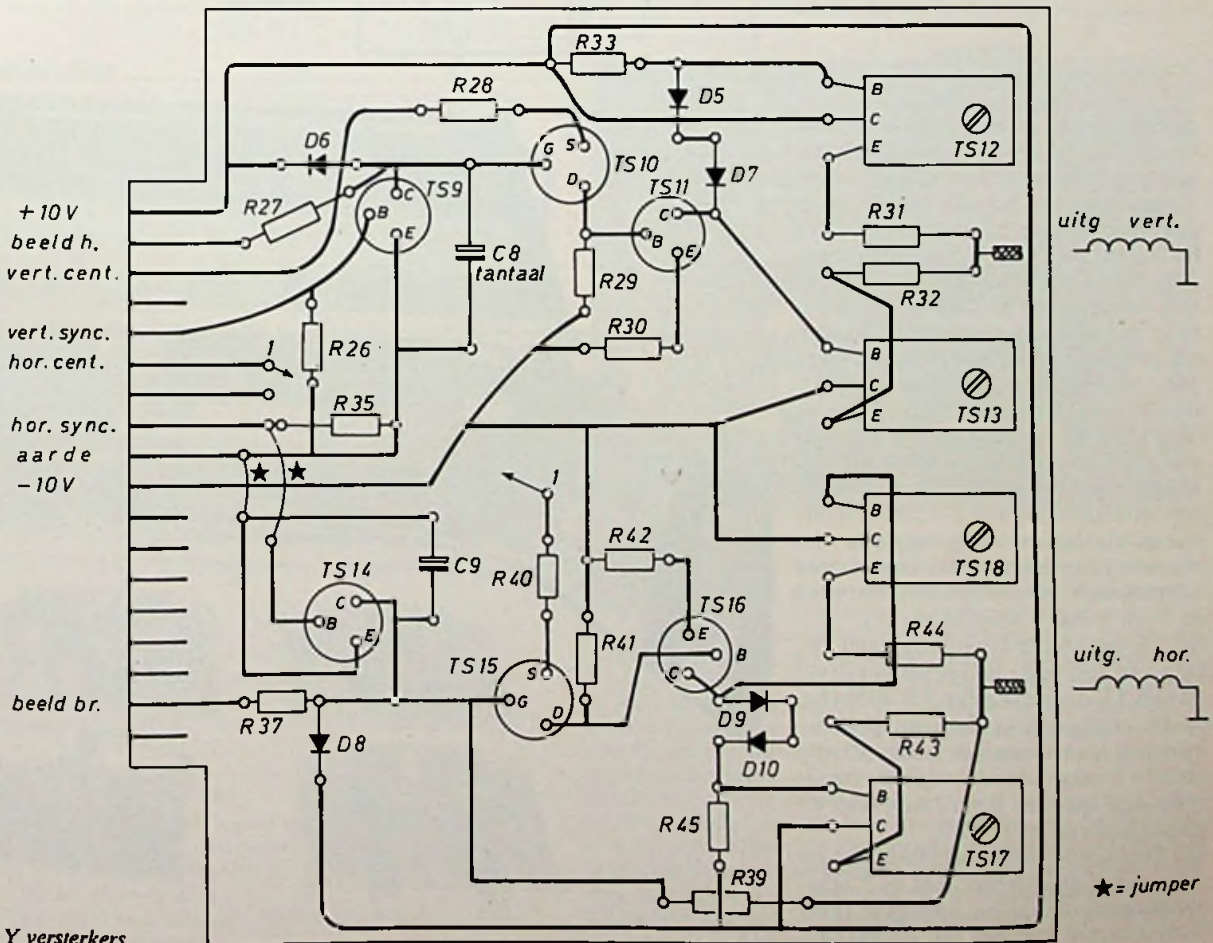 R33
R28
D5
B
C
E
TS12
D6
G
S
D
TS10
D7
TS11
C
B
E
C
TS9
B
E
R27
+10V
beeld h.
vert. cent.
vert. sync.
hor. cent.
1
hor. sync.
aarde
-10V
beeld br.
C8
tantaal
R29
R30
R31
R32
uitg vert.
R26
R35
B
C
E
TS13
★ ★
1
R42
R40
R41
C9
TS14
C
B
E
TS16
E
B
C
B
C
E
TS18
R44
uitg. hor.
TS15
S
G
D
R37
D8
D9
D10
R43
R45
B
C
E
TS17
R39
★= jumper
Y versterkers